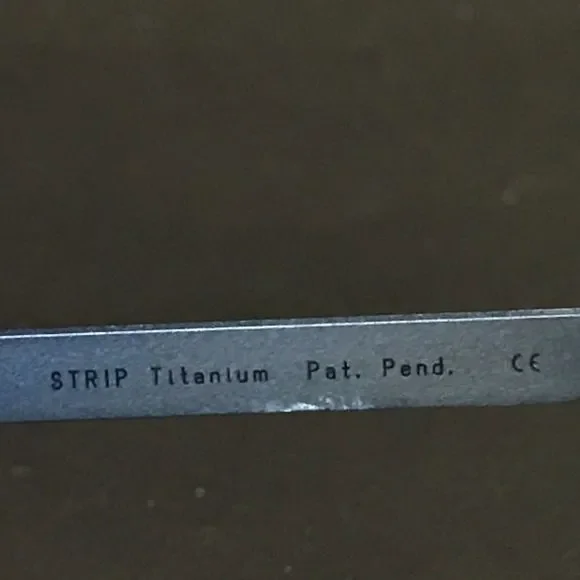 STRIP Titanium Pat. Pend. CE